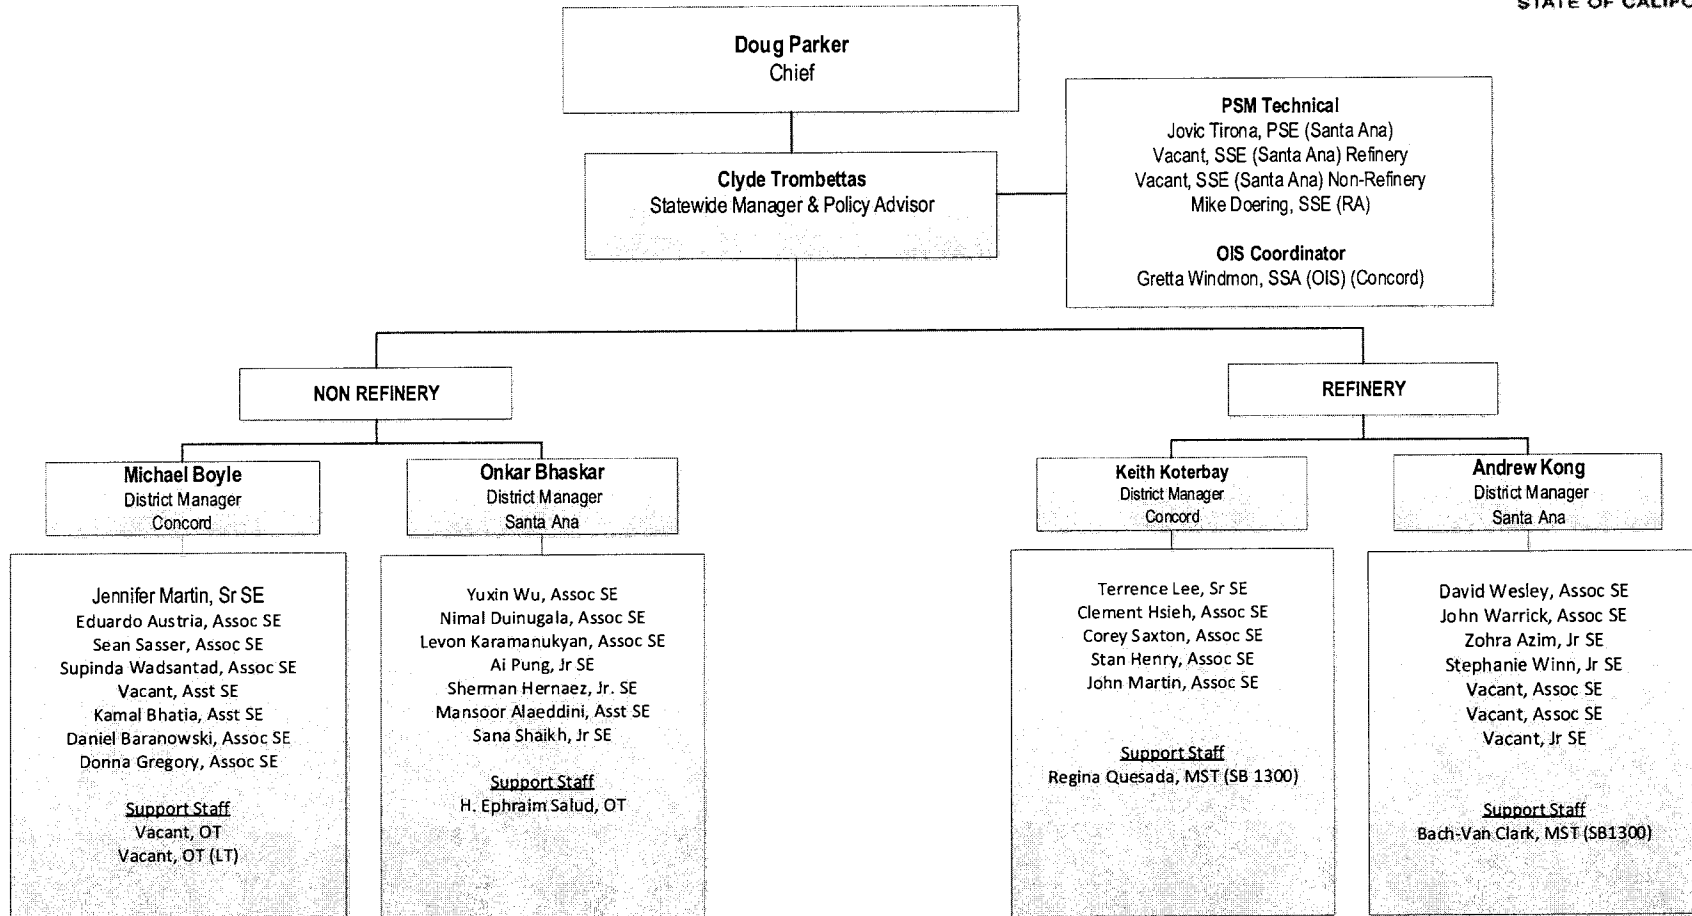 STATE OF CALIFO
Doug Parker
Chief
PSM Technical
Jovic Tirona, PSE (Santa Ana)
Vacant, SSE (Santa Ana) Refinery
Vacant, SSE (Santa Ana) Non-Refinery
Mike Doering, SSE (RA)
OIS Coordinator
Gretta Windmon, SSA (OIS) (Concord)
Clyde Trombettas
Statewide Manager & Policy Advisor
NON REFINERY
REFINERY
Michael Boyle
District Manager
Concord
Jennifer Martin, Sr SE
Eduardo Austria, Assoc SE
Sean Sasser, Assoc SE
Supinda Wadsantad, Assoc SE
Vacant, Asst SE
Kamal Bhatia, Asst SE
Daniel Baranowski, Assoc SE
Donna Gregory, Assoc SE
Support Staff
Vacant, OT
Vacant, OT (LT)
Onkar Bhaskar
District Manager
Santa Ana
Yuxin Wu, Assoc SE
Nimal Duinugala, Assoc SE
Levon Karamanukyan, Assoc SE
Ai Pung, Jr SE
Sherman Hernaez, Jr. SE
Mansoor Alaeddini, Asst SE
Sana Shaikh, Jr SE
Support Staff
H. Ephraim Salud, OT
Keith Koterbay
District Manager
Concord
Terrence Lee, Sr SE
Clement Hsieh, Assoc SE
Corey Saxton, Assoc SE
Stan Henry, Assoc SE
John Martin, Assoc SE
Support Staff
Regina Quesada, MST (SB 1300)
Andrew Kong
District Manager
Santa Ana
David Wesley, Assoc SE
John Warrick, Assoc SE
Zohra Azim, Jr SE
Stephanie Winn, Jr SE
Vacant, Assoc SE
Vacant, Assoc SE
Vacant, Jr SE
Support Staff
Bach-Van Clark, MST (SB1300)